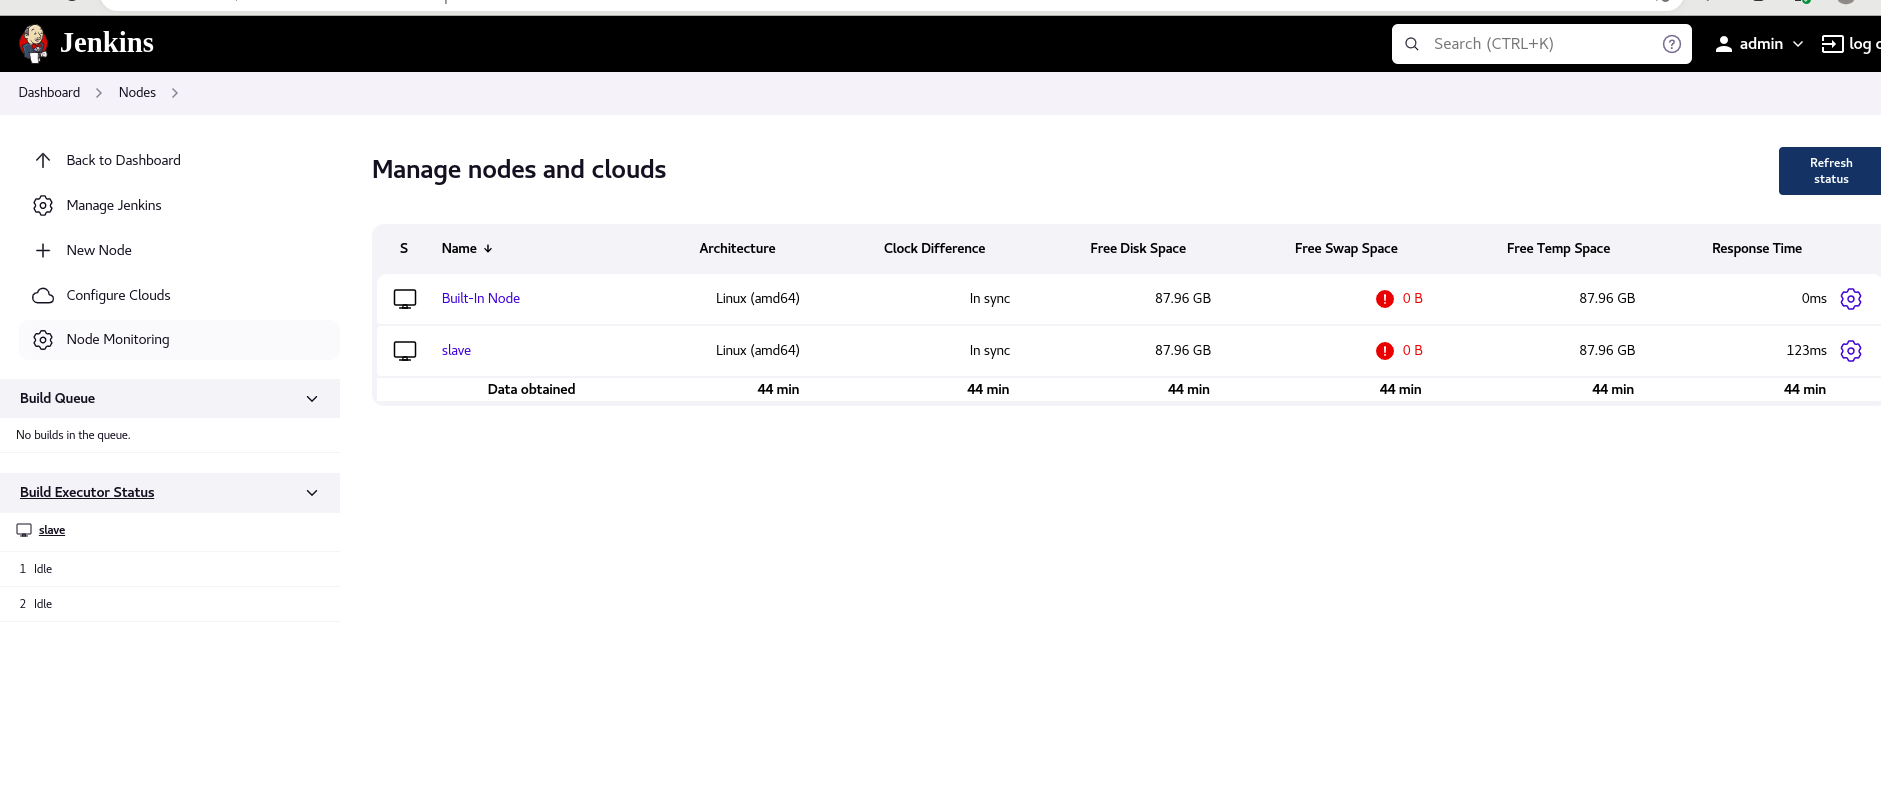 Jenkins
Search (CTRL+K)
admin
log
Dashboard
Nodes
Back to Dashboard
Manage Jenkins
New Node
Configure Clouds
Node Monitoring
Build Queue
No builds in the queue.
Build Executor Status
slave
1 Idle
2 Idle
Manage nodes and clouds
Refresh
status
S Name ↓ Architecture Clock Difference Free Disk Space Free Swap Space Free Temp Space Response Time
Built-In Node Linux (amd64) In sync 87.96 GB 0 B 87.96 GB 0ms
slave Linux (amd64) In sync 87.96 GB 0 B 87.96 GB 123ms
Data obtained 44 min 44 min 44 min 44 min 44 min 44 min